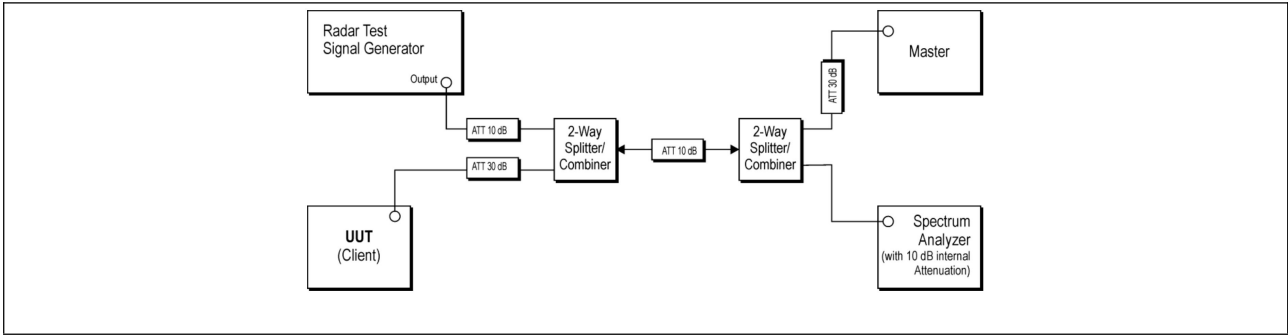 Radar Test
Signal Generator
Output
ATT 10 dB
ATT 30 dB
2-Way
Splitter/
Combiner
ATT 10 dB
2-Way
Splitter/
Combiner
ATT 30 dB
Master
UUT
(Client)
Spectrum
Analyzer
(with 10 dB internal
Attenuation)